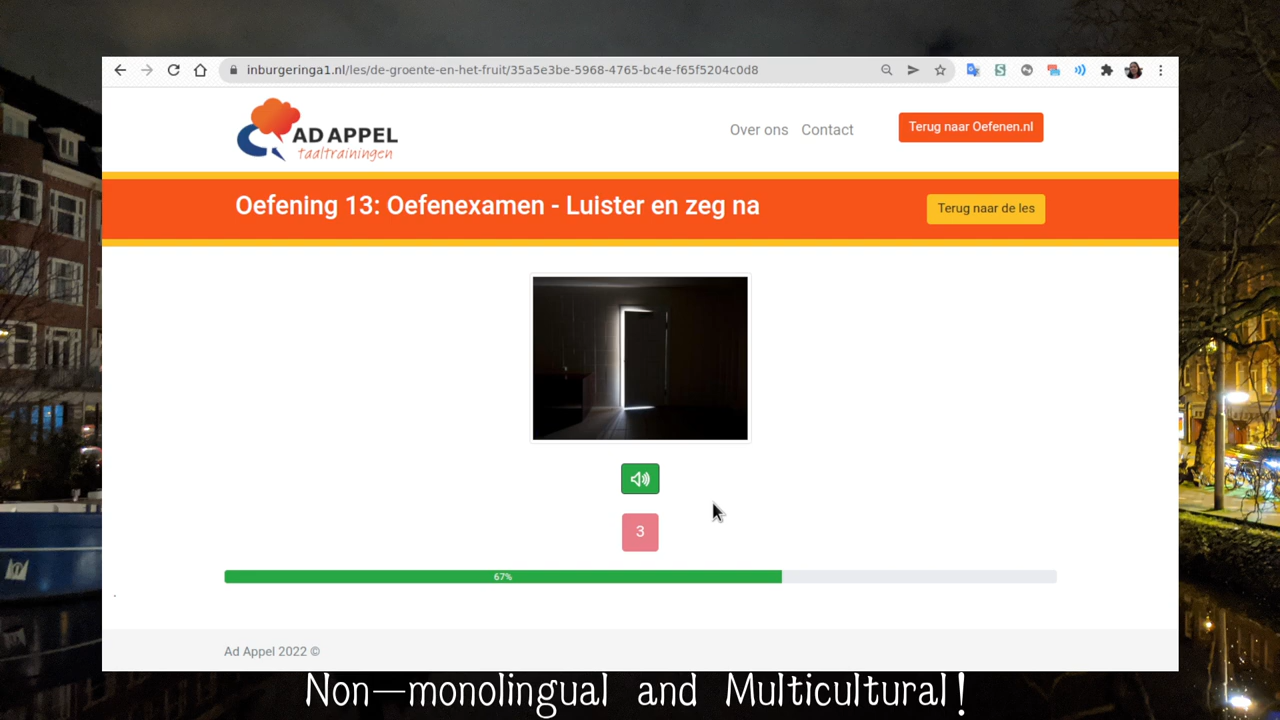 inburgeringa1.nl/les/de-groente-en-het-fruit/35a5e3be-5968-4765-bc4e-f65f5204c0d8
AD APPEL
taaltrainingen
Over ons
Contact
Terug naar Oefenen.nl
Oefening 13: Oefenexamen - Luister en zeg na
Terug naar de les
3
67%
Ad Appel 2022 ©
Non-monolingual and Multicultural!